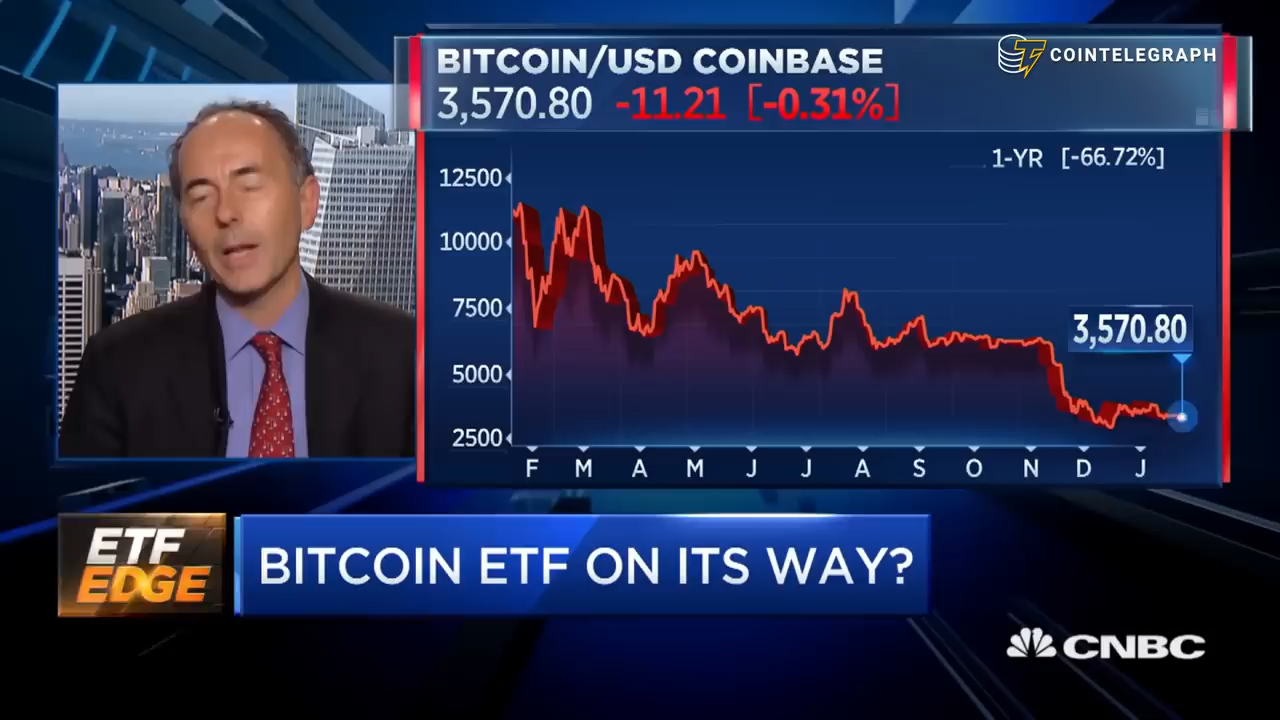 BITCOIN/USD COINBASE
COINTELEGRAPH
3,570.80 -11.21 [-0.31%]
1-YR [-66.72%]
12500
10000
7500
5000
2500
3,570.80
F M A M J J A S O N D J
ETF
EDGE
BITCOIN ETF ON ITS WAY?
CNBC